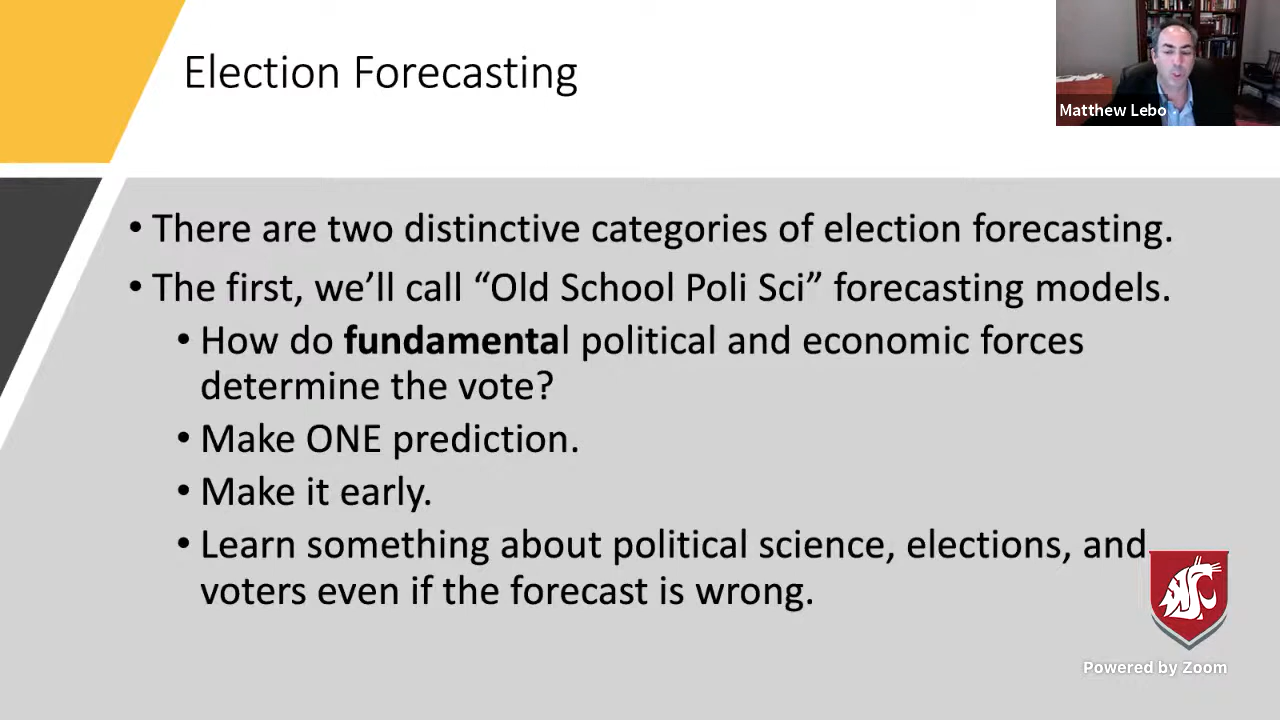 Election Forecasting
Matthew Lebo
• There are two distinctive categories of election forecasting.
• The first, we’ll call “Old School Poli Sci” forecasting models.
• How do fundamental political and economic forces
determine the vote?
• Make ONE prediction.
• Make it early.
• Learn something about political science, elections, and
voters even if the forecast is wrong.
Powered by Zoom